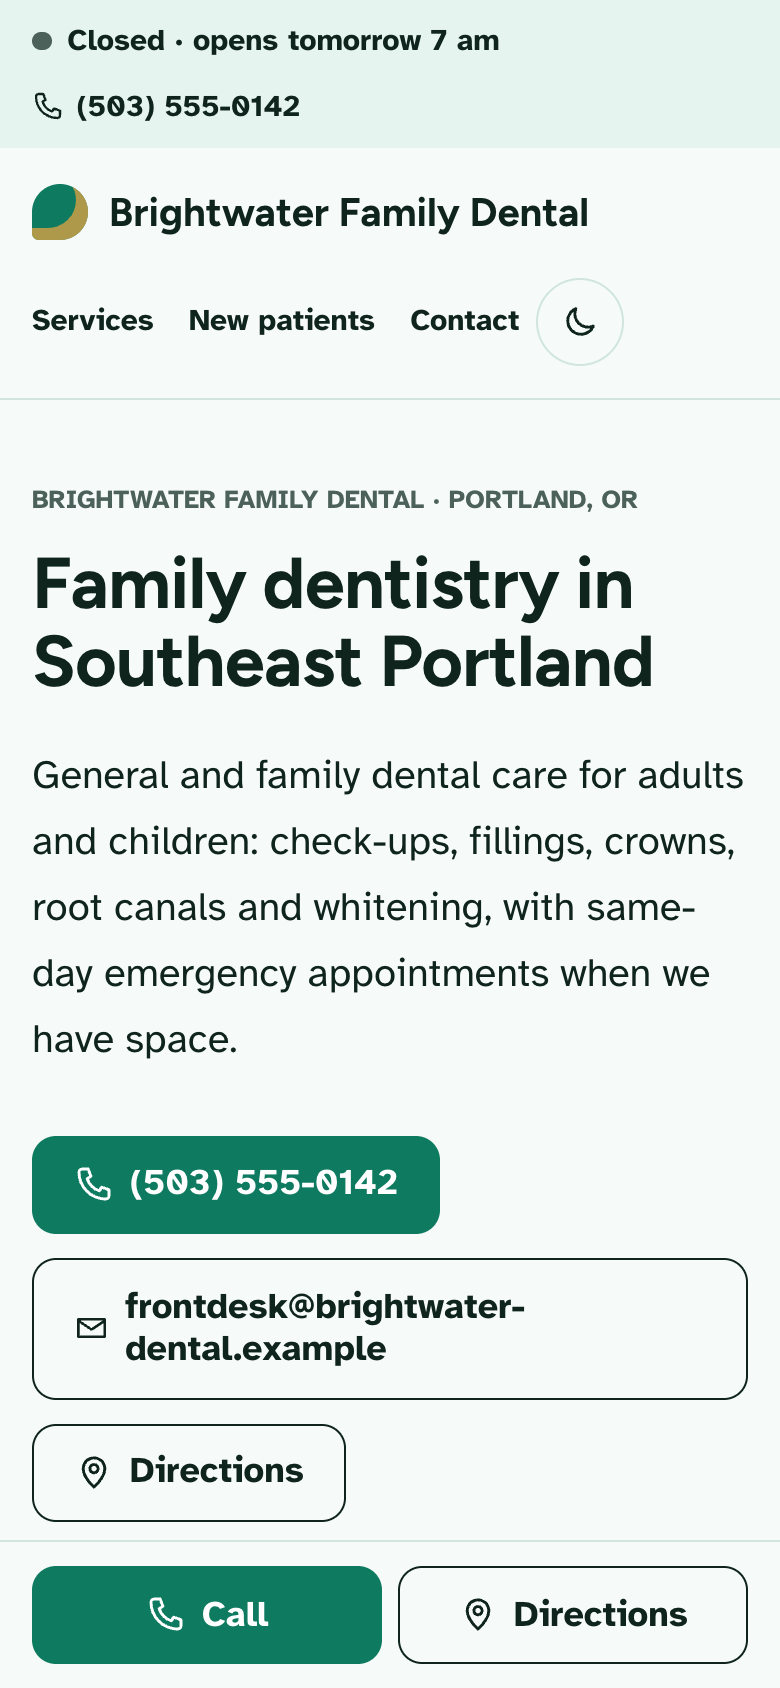 Closed · opens tomorrow 7 am
(503) 555-0142
Brightwater Family Dental
Services New patients Contact
BRIGHTWATER FAMILY DENTAL · PORTLAND, OR
Family dentistry in
Southeast Portland
General and family dental care for adults
and children: check-ups, fillings, crowns,
root canals and whitening, with same-
day emergency appointments when we
have space.
(503) 555-0142
frontdesk@brightwater-
dental.example
Directions
Call Directions